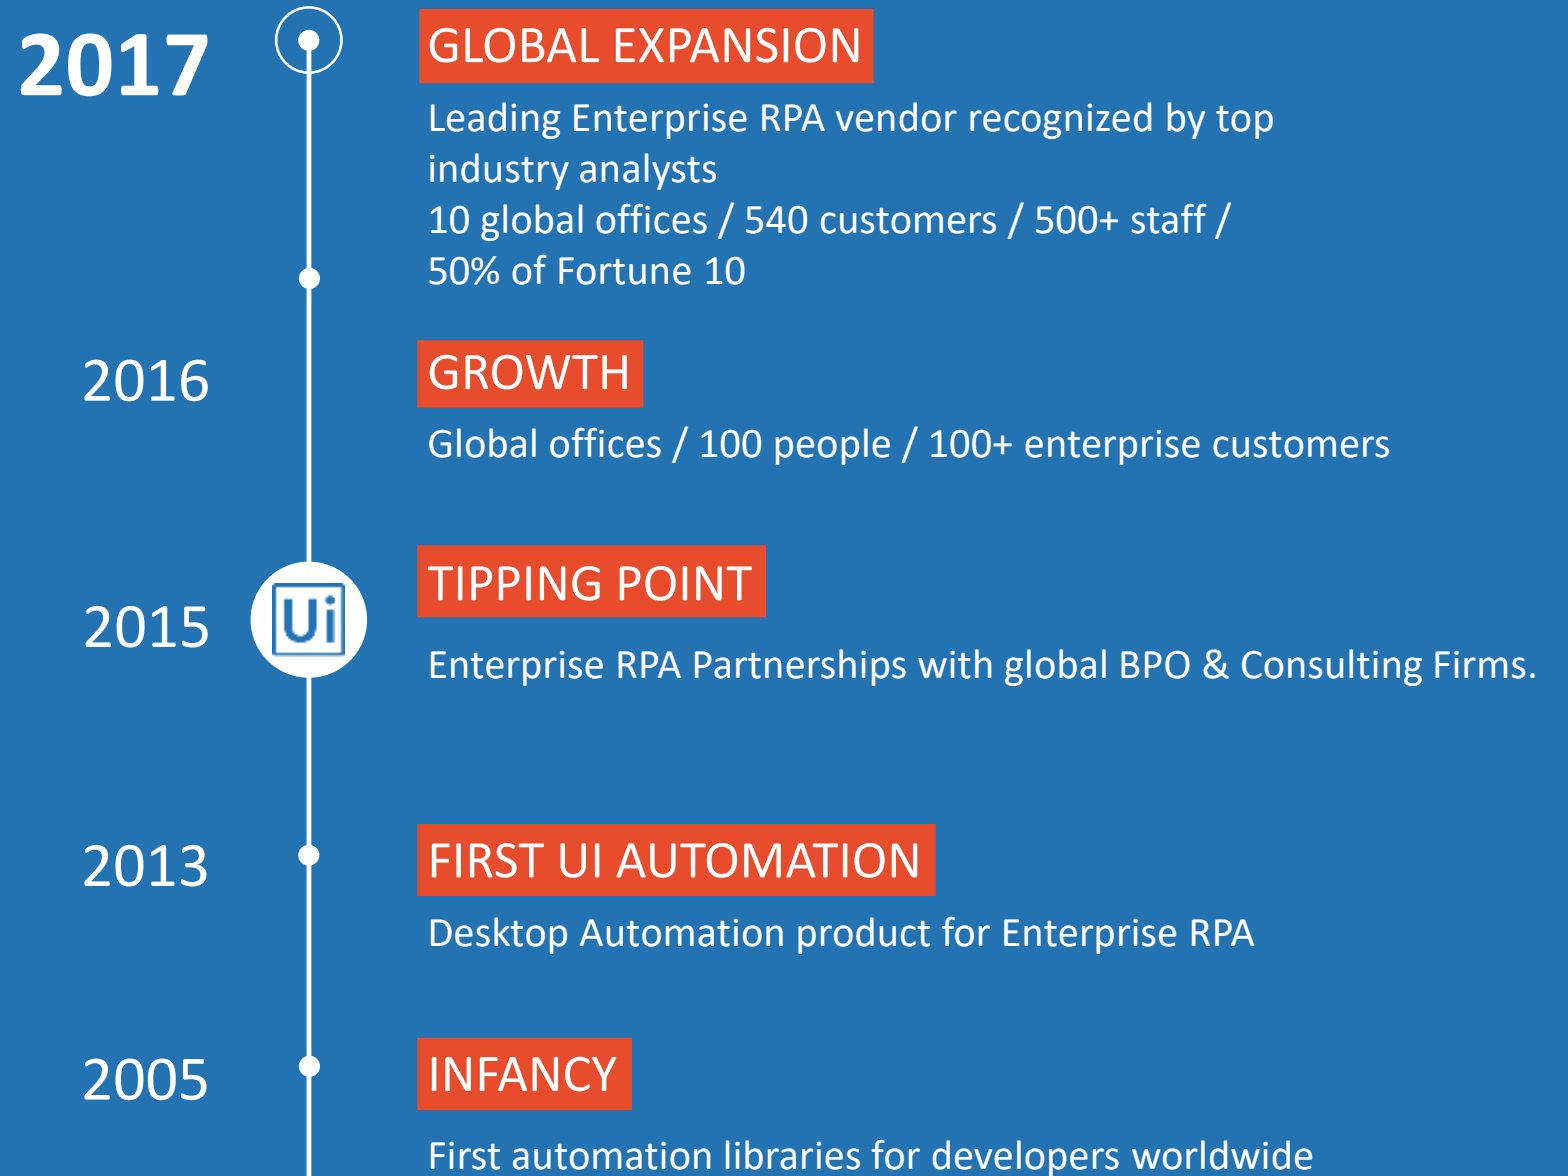 2017
GLOBAL EXPANSION
Leading Enterprise RPA vendor recognized by top
industry analysts
10 global offices / 540 customers / 500+ staff /
50% of Fortune 10
2016
GROWTH
Global offices / 100 people / 100+ enterprise customers
2015
Ui
TIPPING POINT
Enterprise RPA Partnerships with global BPO & Consulting Firms.
2013
FIRST UI AUTOMATION
Desktop Automation product for Enterprise RPA
2005
INFANCY
First automation libraries for developers worldwide